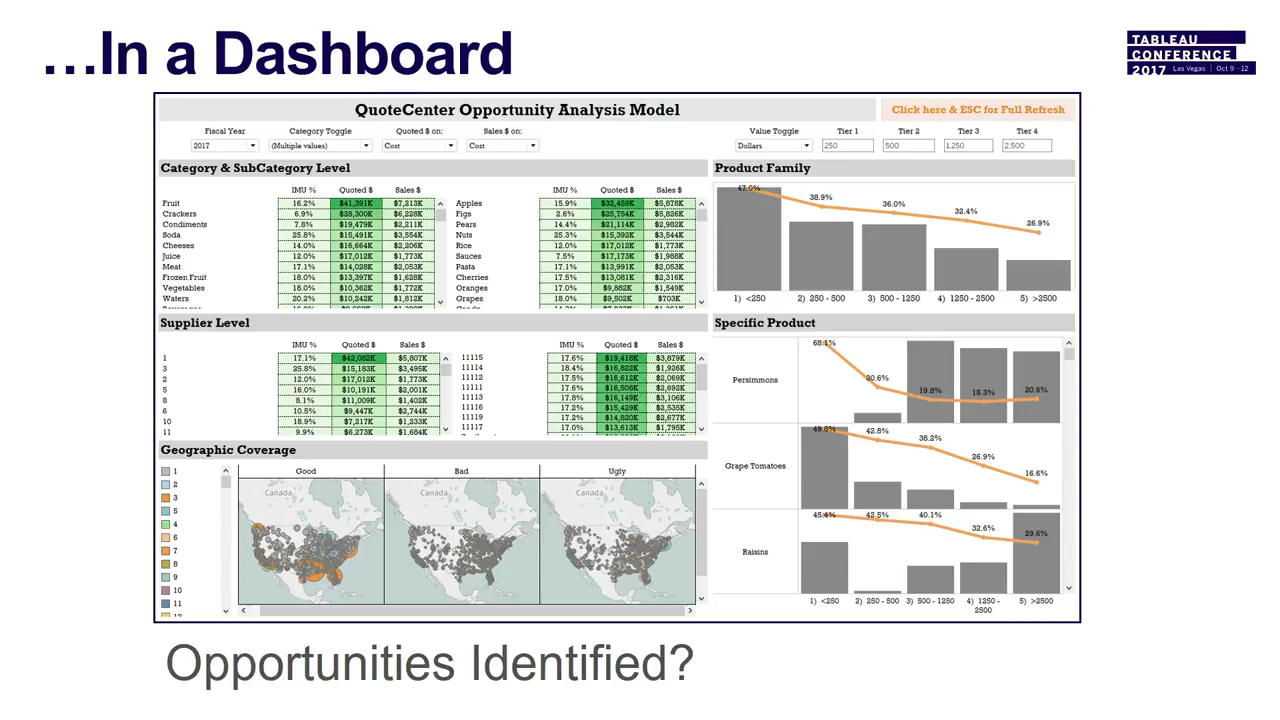 …In a Dashboard
TABLEAU
CONFERENCE
2017 Las Vegas | Oct 9 –12
QuoteCenter Opportunity Analysis Model
Click here & ESC for Full Refresh
Fiscal Year Category Toggle Quoted $ on: Sales $ on: Value Toggle Tier 1 Tier 2 Tier 3 Tier 4
2017 (Multiple values) Cost Cost Dollars 250 500 1,250 2,500
Category & SubCategory Level
IMU % Quoted $ Sales $
Fruit 16.2% $41,391K $7,213K
Crackers 6.9% $28,300K $6,228K
Condiments 7.8% $19,479K $2,211K
Soda 25.8% $15,491K $3,554K
Cheeses 14.0% $16,664K $2,206K
Juice 12.0% $17,012K $1,773K
Meat 17.1% $14,028K $2,053K
Frozen Fruit 18.0% $13,397K $1,628K
Vegetables 18.0% $10,362K $1,772K
Waters 20.2% $10,242K $1,812K
IMU % Quoted $ Sales $
Apples 15.9% $32,459K $5,878K
Figs 2.6% $25,754K $5,826K
Pears 14.4% $21,114K $2,982K
Nuts 25.3% $15,392K $3,544K
Rice 12.0% $17,012K $1,773K
Sauces 7.5% $17,173K $1,988K
Pasta 17.1% $13,991K $2,053K
Cherries 17.5% $13,081K $2,316K
Oranges 17.0% $9,882K $1,549K
Grapes 18.0% $9,502K $703K
Product Family
47.0% 38.9% 36.0% 32.4% 26.9%
1) <250 2) 250 - 500 3) 500 - 1250 4) 1250 - 2500 5) >2500
Supplier Level
IMU % Quoted $ Sales $
1 17.1% $42,082K $5,807K
3 25.8% $15,183K $3,495K
2 12.0% $17,012K $1,773K
5 16.0% $10,191K $2,001K
8 8.1% $11,009K $1,402K
6 10.5% $9,447K $2,744K
10 18.9% $7,217K $1,233K
11 9.9% $6,273K $1,684K
IMU % Quoted $ Sales $
11115 17.6% $19,418K $3,879K
11114 18.4% $16,822K $1,926K
11112 17.5% $16,612K $2,069K
11111 17.6% $16,508K $2,692K
11113 17.8% $16,149K $3,106K
11116 17.2% $15,429K $2,535K
11119 17.2% $14,820K $2,677K
11117 17.0% $13,613K $1,795K
Specific Product
Persimmons
68.1% 30.6% 19.8% 18.3% 20.6%
Grape Tomatoes
49.8% 42.8% 38.2% 26.9% 16.6%
Raisins
45.4% 42.5% 40.1% 32.6% 29.6%
1) <250 2) 250 - 500 3) 500 - 1250 4) 1250 - 2500 5) >2500
Geographic Coverage
Good Bad Ugly
Canada Canada Canada
1
2
3
5
4
6
7
8
9
10
11
Opportunities Identified?